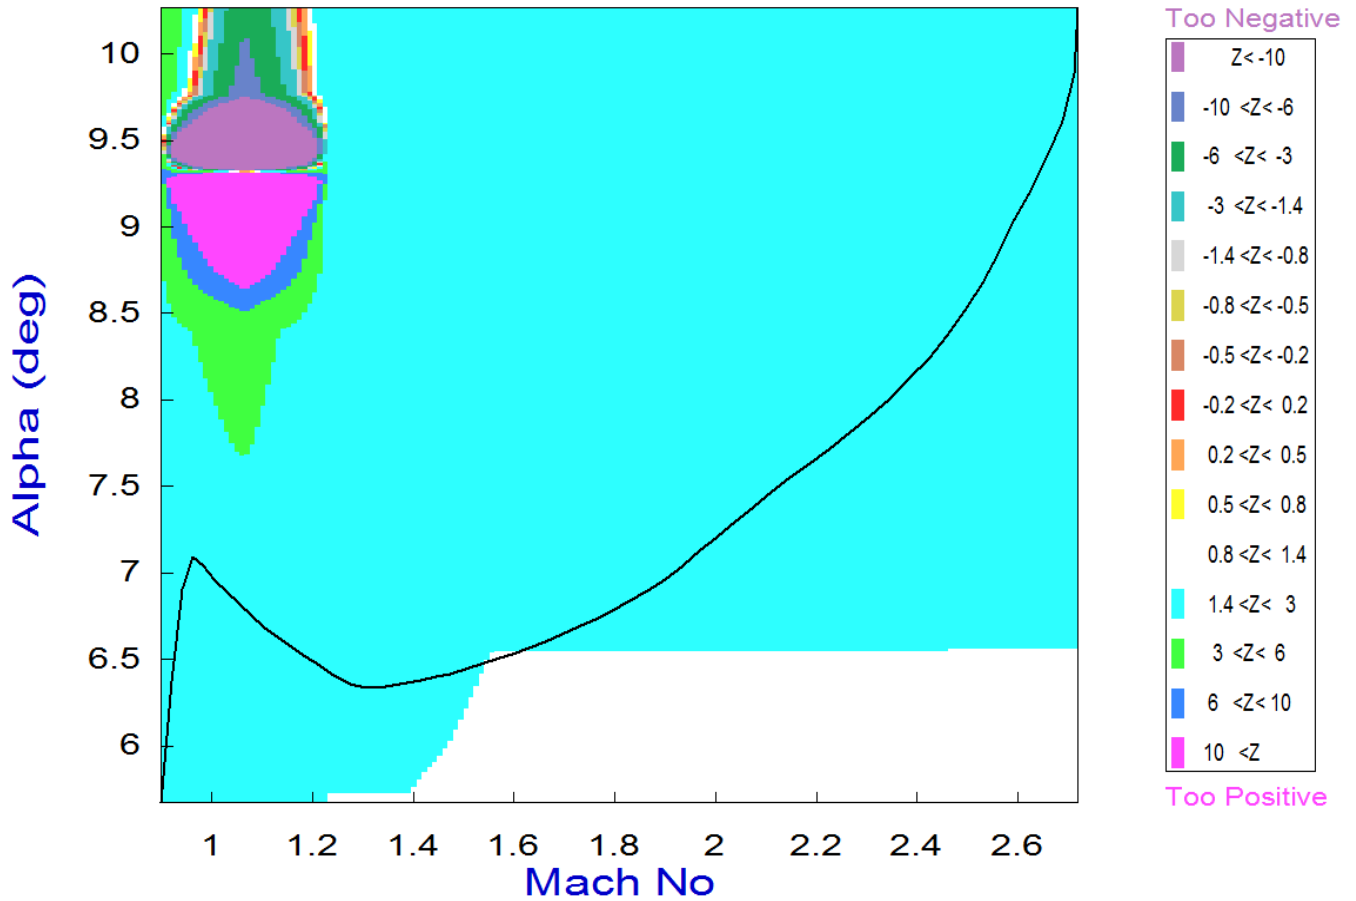 Too Negative
Z< -10
-10 <Z< -6
-6 <Z< -3
-3 <Z< -1.4
-1.4 <Z< -0.8
-0.8 <Z< -0.5
-0.5 <Z< -0.2
-0.2 <Z< 0.2
0.2 <Z< 0.5
0.5 <Z< 0.8
0.8 <Z< 1.4
1.4 <Z< 3
3 <Z< 6
6 <Z< 10
10 <Z
Too Positive
Alpha (deg)
10
9.5
9
8.5
8
7.5
7
6.5
6
1 1.2 1.4 1.6 1.8 2 2.2 2.4 2.6
Mach No